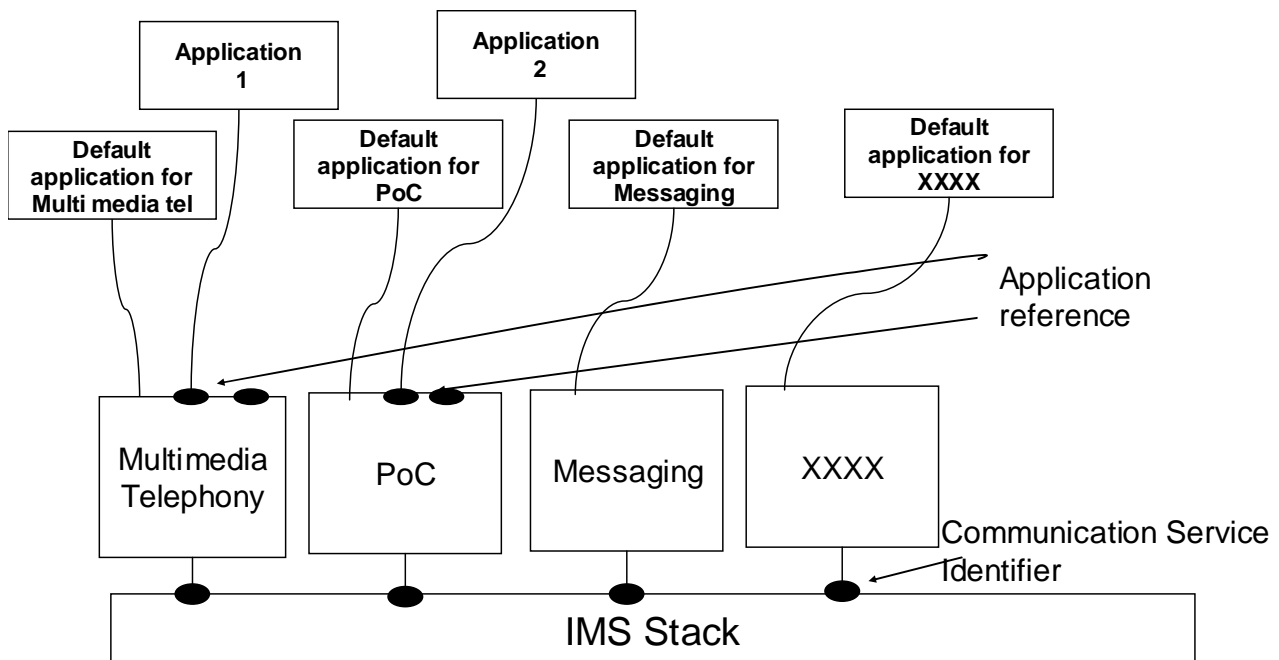 Application
1
Application
2
Default
application for
Multi media tel
Default
application for
PoC
Default
application for
Messaging
Default
application for
XXXX
Application
reference
Multimedia
Telephony
PoC
Messaging
XXXX
Communication Service
Identifier
IMS Stack